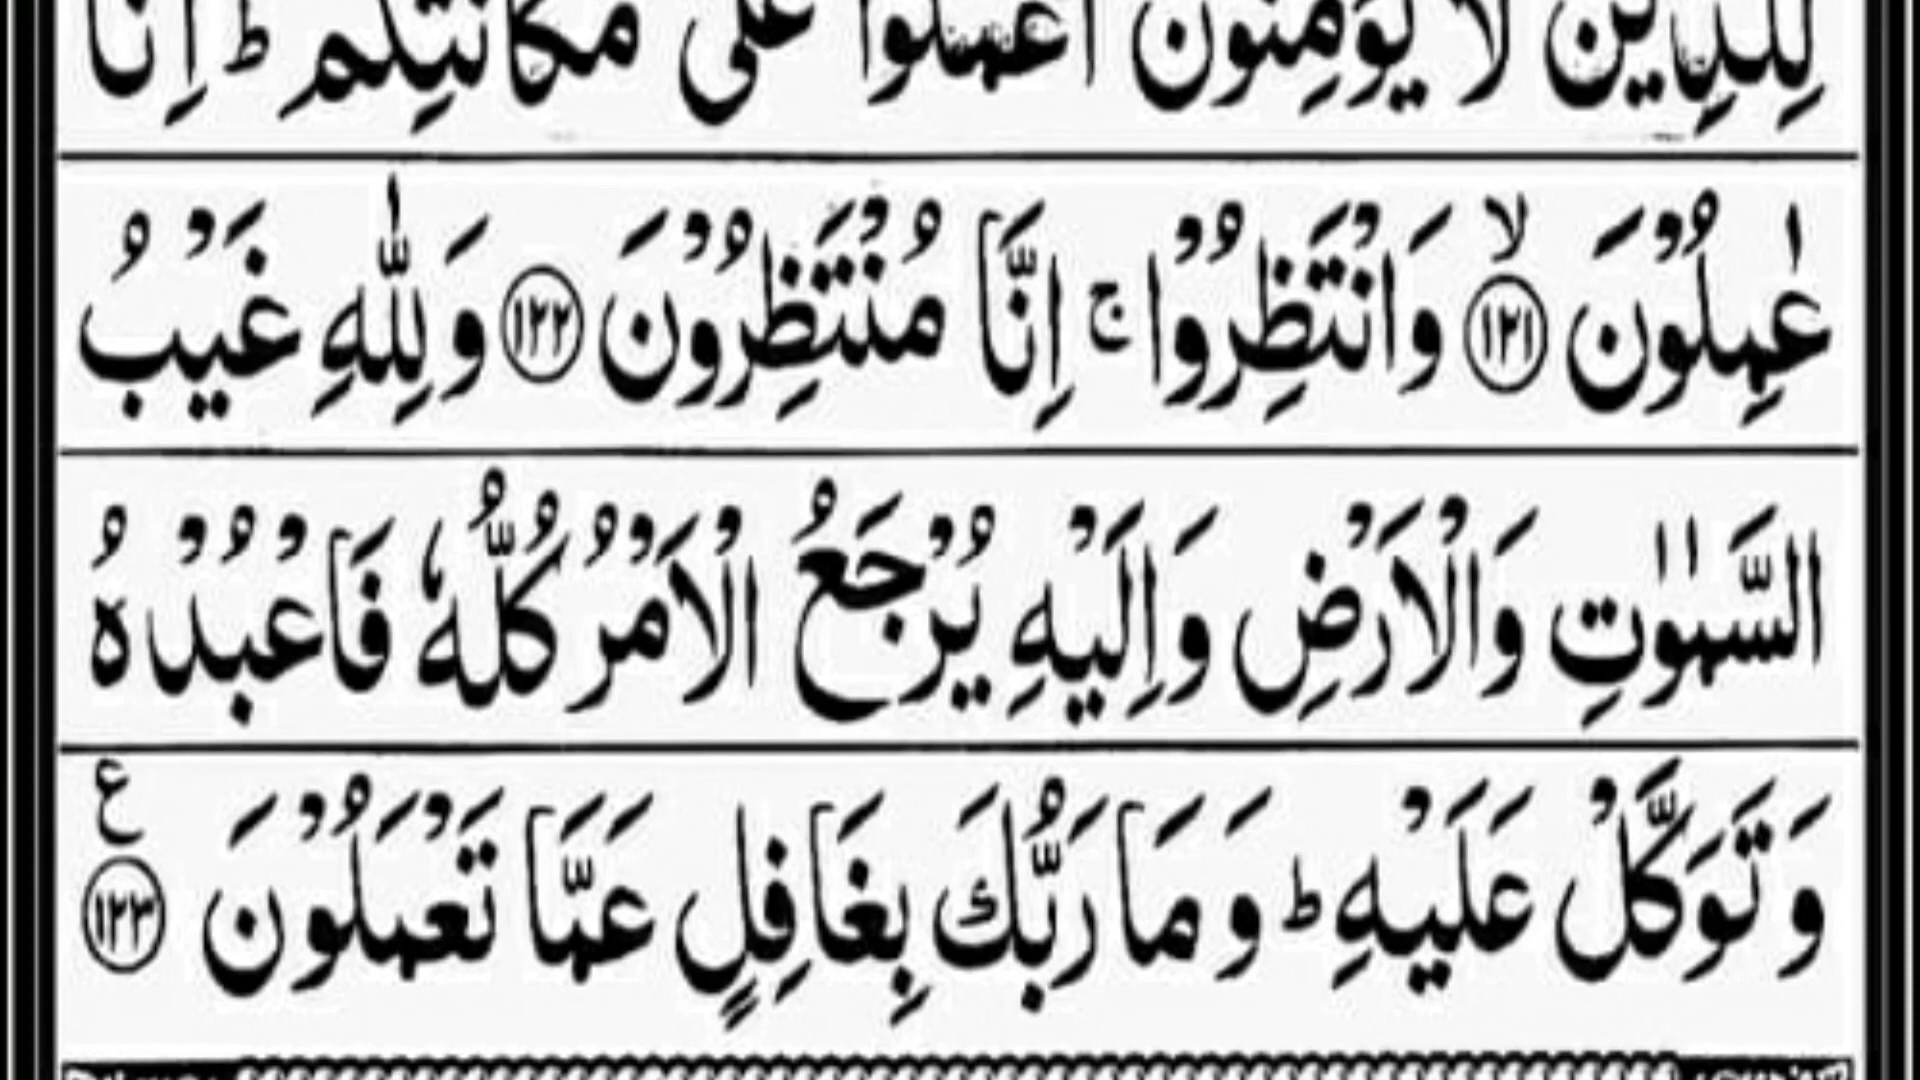 لِلَّذِيْنَ لَا يُؤْمِنُوْنَ اعْمَلُوْا عَلٰى مَكَانَتِكُمْ ؕ اِنَّا
عٰمِلُوْنَ ﴿١٢١﴾ۙ وَانْتَظِرُوْا ۚ اِنَّا مُنْتَظِرُوْنَ ﴿١٢٢﴾ وَلِلّٰهِ غَيْبُ
السَّمٰوٰتِ وَالْاَرْضِ وَاِلَيْهِ يُرْجَعُ الْاَمْرُ كُلُّهٗ فَاعْبُدْهُ
وَتَوَكَّلْ عَلَيْهِ ؕ وَمَا رَبُّكَ بِغَافِلٍ عَمَّا تَعْمَلُوْنَ ﴿١٢٣﴾ ع